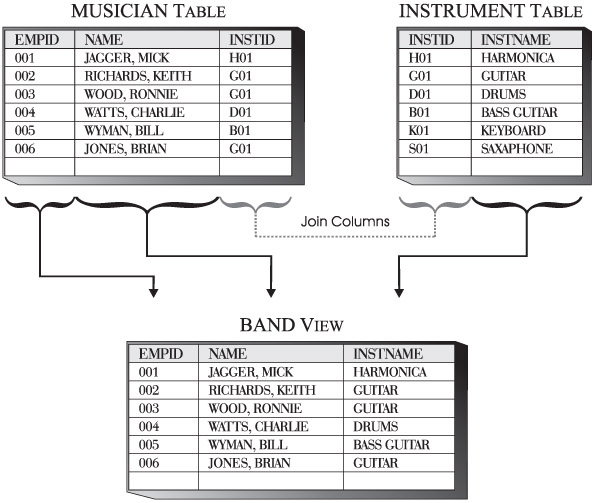 MUSICIAN TABLE
EMPID NAME INSTID
001 JAGGER, MICK H01
002 RICHARDS, KEITH G01
003 WOOD, RONNIE G01
004 WATTS, CHARLIE D01
005 WYMAN, BILL B01
006 JONES, BRIAN G01
INSTRUMENT TABLE
INSTID INSTNAME
H01 HARMONICA
G01 GUITAR
D01 DRUMS
B01 BASS GUITAR
K01 KEYBOARD
S01 SAXAPHONE
Join Columns
BAND VIEW
EMPID NAME INSTNAME
001 JAGGER, MICK HARMONICA
002 RICHARDS, KEITH GUITAR
003 WOOD, RONNIE GUITAR
004 WATTS, CHARLIE DRUMS
005 WYMAN, BILL BASS GUITAR
006 JONES, BRIAN GUITAR